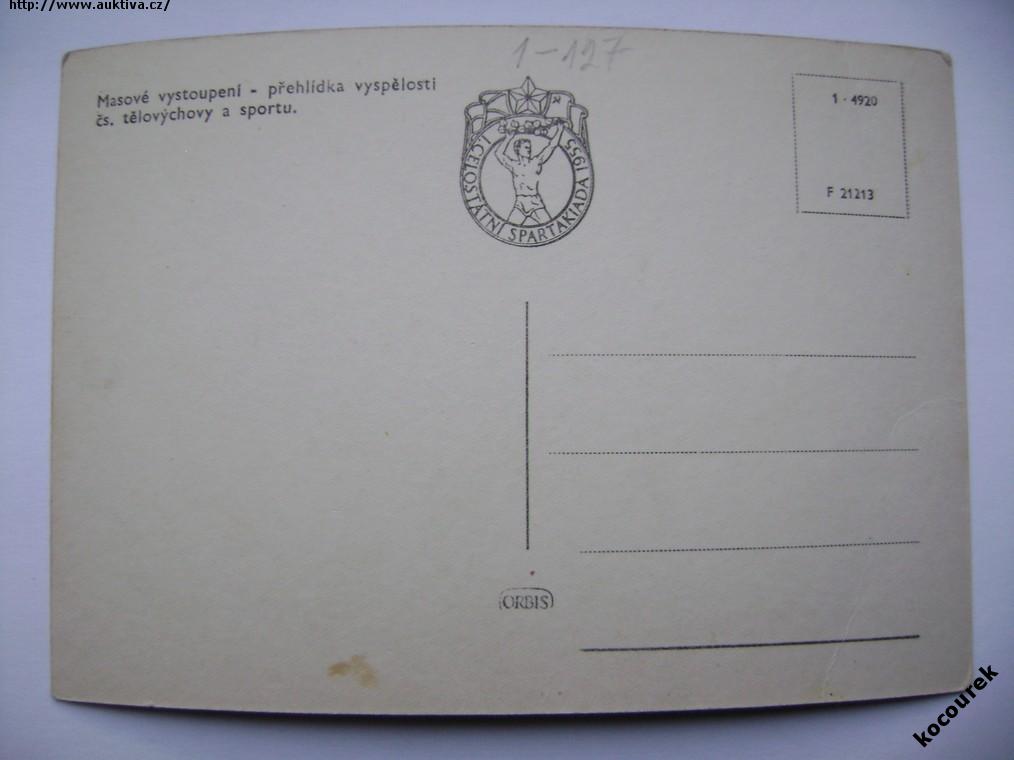 http://www.auktiva.cz/
1-127
Masové vystoupení - přehlídka vyspělosti
čs. tělovýchovy a sportu.
I. CELOSTÁTNÍ SPARTAKIADA 1955
1 - 4920
F 21213
ORBIS
kocourek